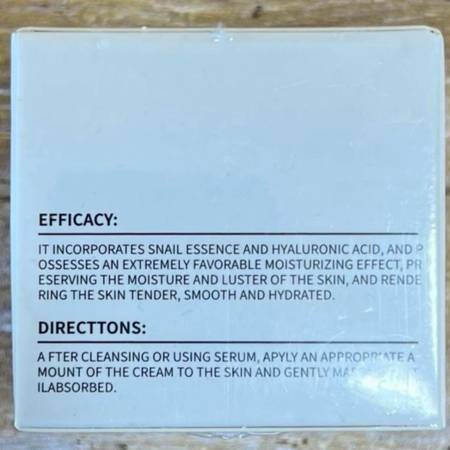 EFFICACY:
IT INCORPORATES SNAIL ESSENCE AND HYALURONIC ACID, AND P
OSSESSES AN EXTREMELY FAVORABLE MOISTURIZING EFFECT, PR
ESERVING THE MOISTURE AND LUSTER OF THE SKIN, AND RENDE
RING THE SKIN TENDER, SMOOTH AND HYDRATED.
DIRECTTONS:
A FTER CLEANSING OR USING SERUM, APYLY AN APPROPRIATE A
MOUNT OF THE CREAM TO THE SKIN AND GENTLY
ILABSORBED.